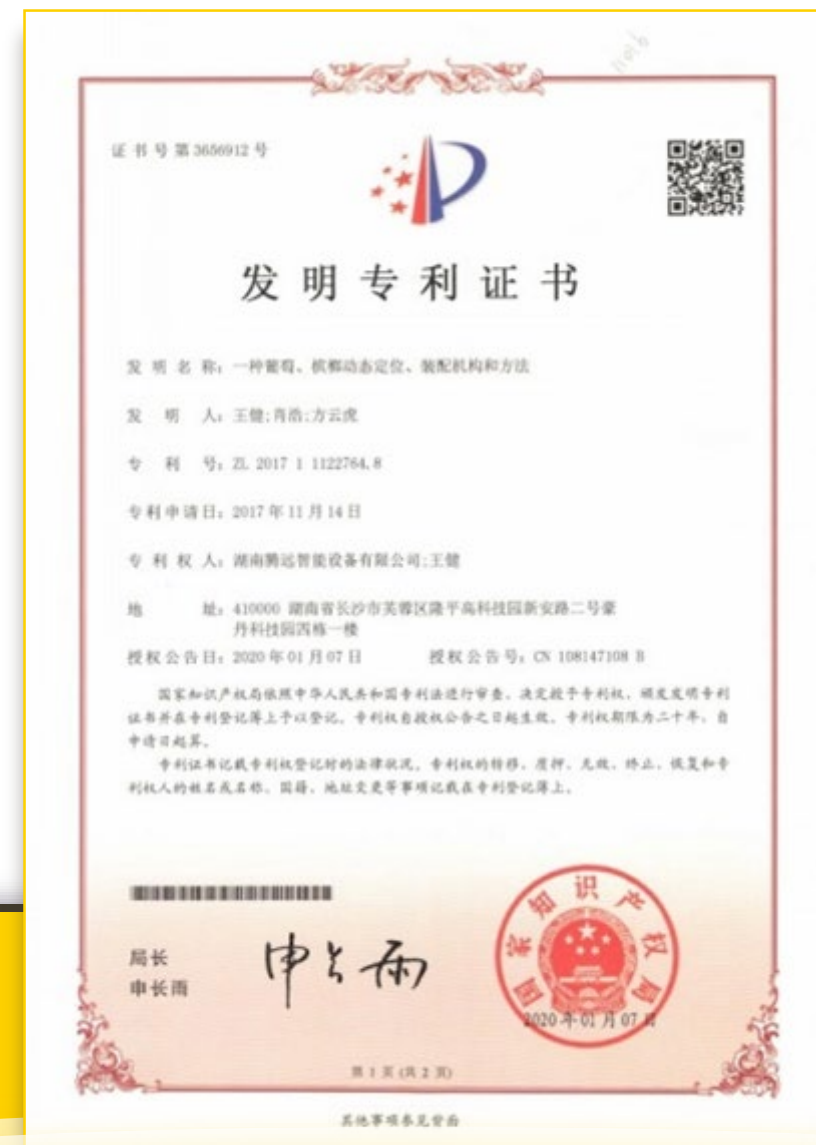 证书号第3656912号
发明专利证书
发明名称：一种葡萄、槟榔动态定位、装配机构和方法
发明人：王健;肖浩;方云虎
专利号：ZL 2017 1 1122764.8
专利申请日：2017年11月14日
专利权人：湖南腾远智能设备有限公司;王健
地址：410000 湖南省长沙市芙蓉区隆平高科技园新安路二号豪
丹科技园四栋一楼
授权公告日：2020年01月07日 授权公告号：CN 108147108 B
国家知识产权局依照中华人民共和国专利法进行审查，决定授予专利权，颁发发明专利
证书并在专利登记簿上予以登记。专利权自授权公告之日起生效。专利权期限为二十年，自
申请日起算。
专利证书记载专利权登记时的法律状况。专利权的转移、质押、无效、终止、恢复和专
利权人的姓名或名称、国籍、地址变更等事项记载在专利登记簿上。
局长
申长雨
申长雨
国家知识产权局
2020年01月07日
第 1 页 (共 2 页)
其他事项参见背面